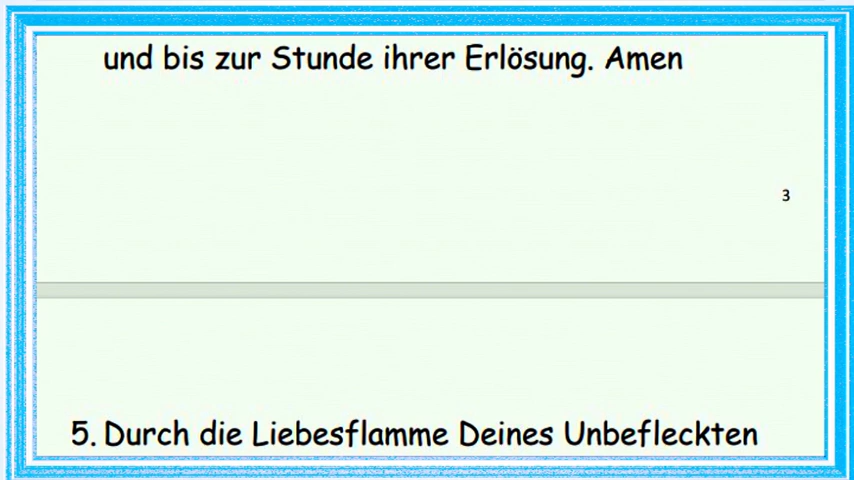 und bis zur Stunde ihrer Erlösung. Amen
3
5. Durch die Liebesflamme Deines Unbefleckten